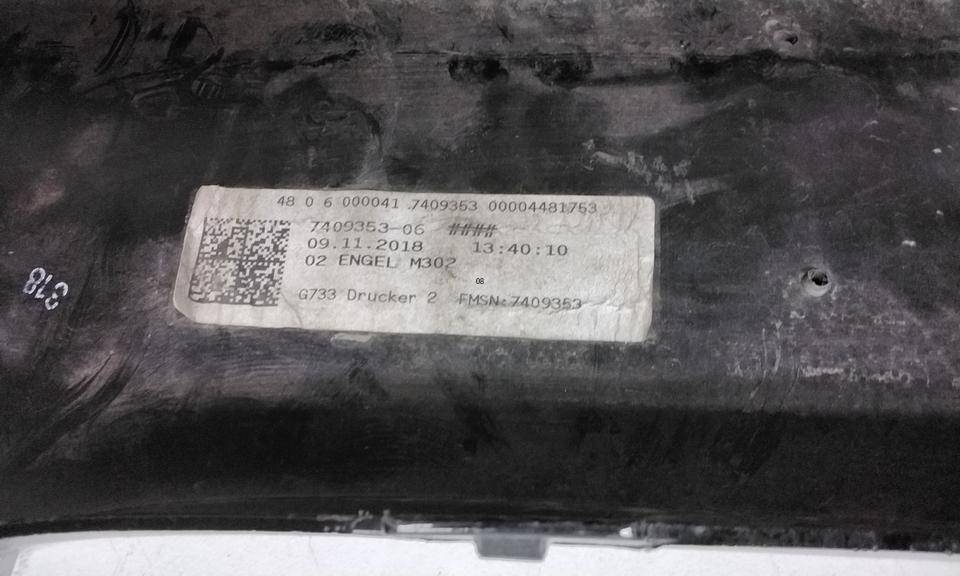 48 0 6 000041 .7409353 00004481753
7409353-06 ####
09.11.2018 13:40:10
02 ENGEL M302
08
G733 Drucker 2 FMSN:7409353
318